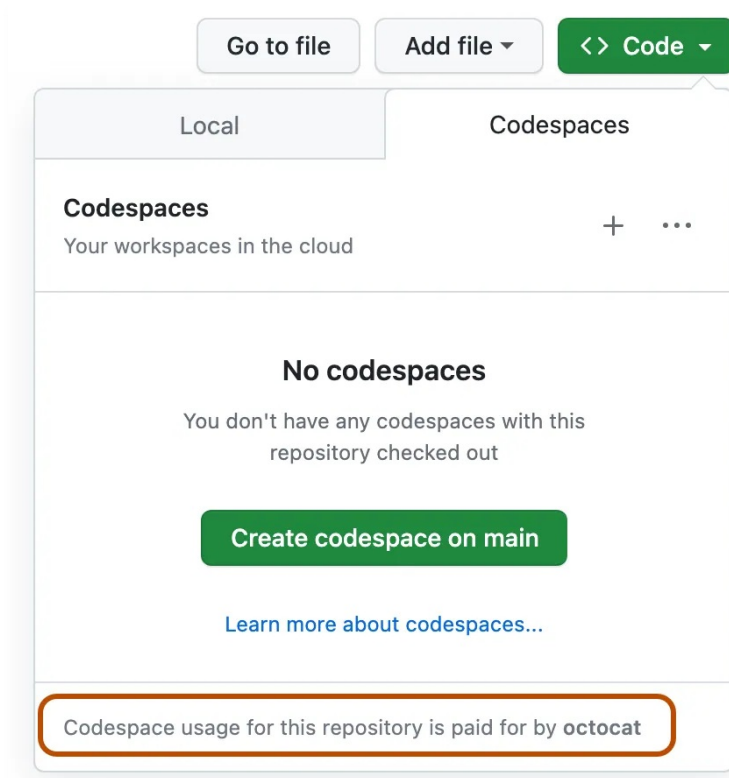 Go to file Add file <> Code
Local Codespaces
Codespaces
Your workspaces in the cloud
No codespaces
You don't have any codespaces with this
repository checked out
Create codespace on main
Learn more about codespaces...
Codespace usage for this repository is paid for by octocat